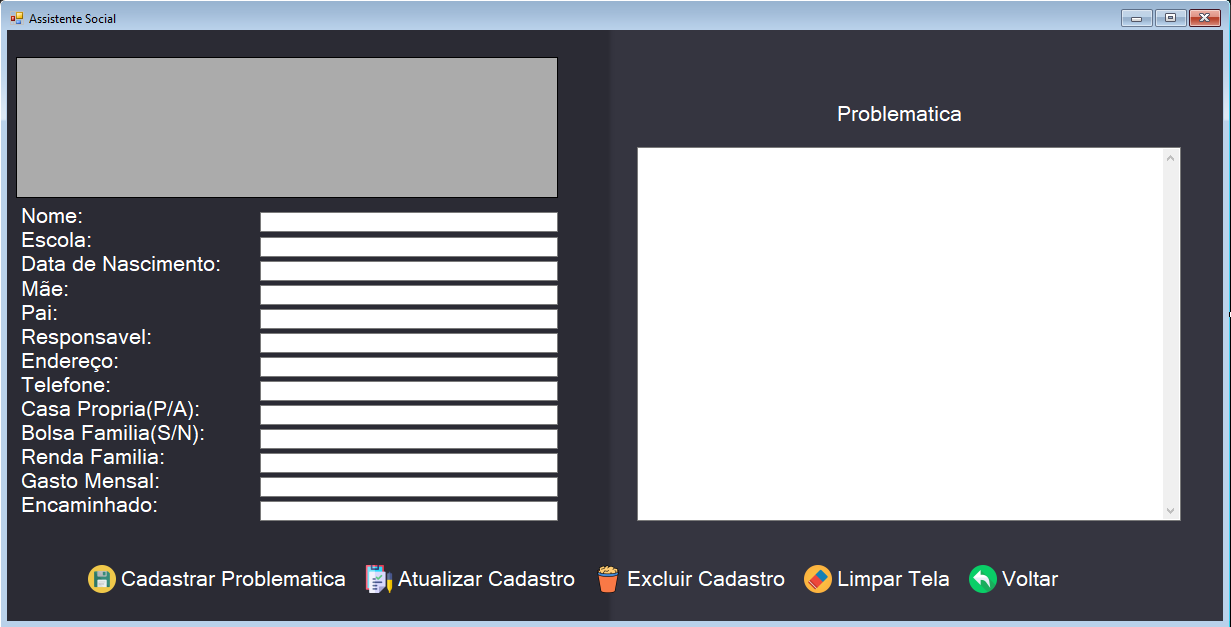 Assistente Social
Problematica
Nome:
Escola:
Data de Nascimento:
Mãe:
Pai:
Responsavel:
Endereço:
Telefone:
Casa Propria(P/A):
Bolsa Familia(S/N):
Renda Familia:
Gasto Mensal:
Encaminhado:
Cadastrar Problematica Atualizar Cadastro Excluir Cadastro Limpar Tela Voltar